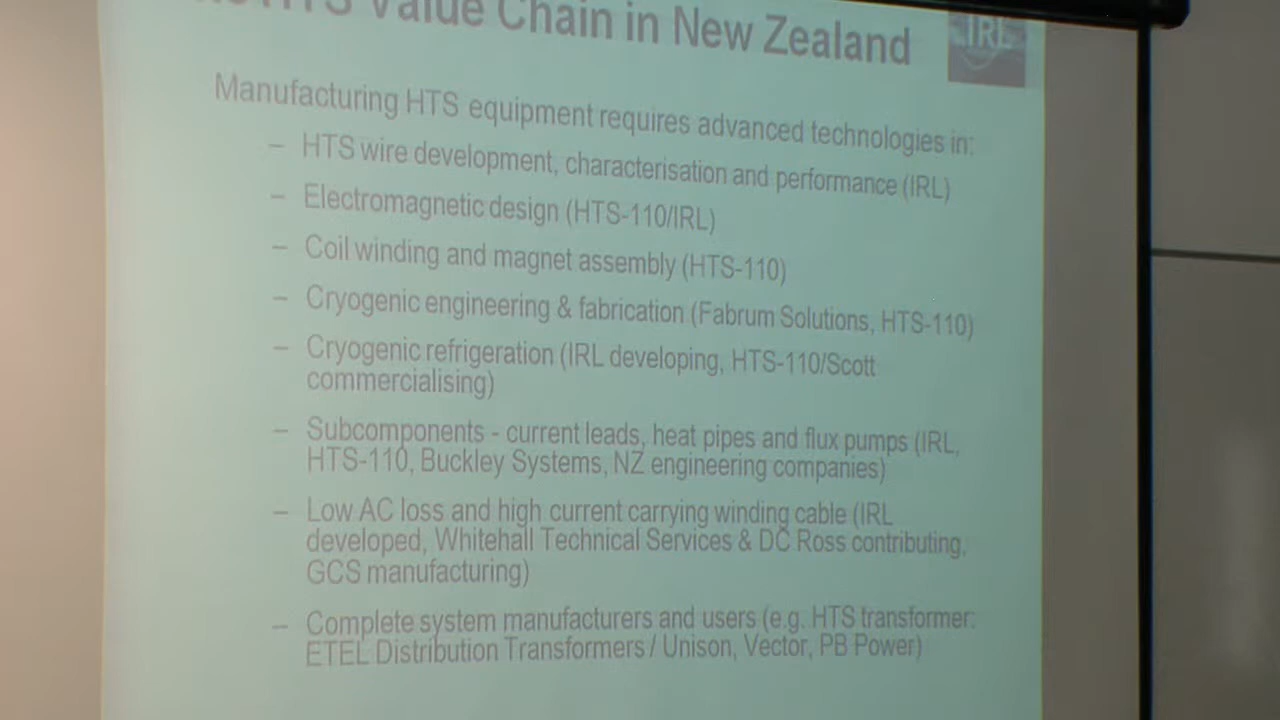 HTS Value Chain in New Zealand
IRL
Manufacturing HTS equipment requires advanced technologies in:
– HTS wire development, characterisation and performance (IRL)
– Electromagnetic design (HTS-110/IRL)
– Coil winding and magnet assembly (HTS-110)
– Cryogenic engineering & fabrication (Fabrum Solutions, HTS-110)
– Cryogenic refrigeration (IRL developing, HTS-110/Scott
commercialising)
– Subcomponents - current leads, heat pipes and flux pumps (IRL,
HTS-110, Buckley Systems, NZ engineering companies)
– Low AC loss and high current carrying winding cable (IRL
developed, Whitehall Technical Services & DC Ross contributing,
GCS manufacturing)
– Complete system manufacturers and users (e.g. HTS transformer:
ETEL Distribution Transformers / Unison, Vector, PB Power)